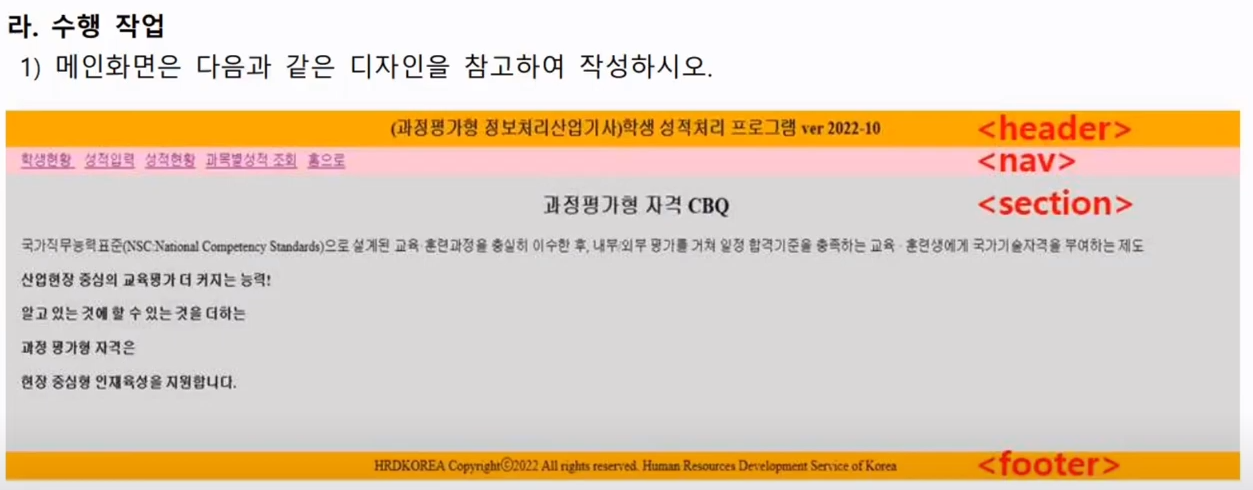 라. 수행 작업
1) 메인화면은 다음과 같은 디자인을 참고하여 작성하시오.
(과정평가형 정보처리산업기사)학생 성적처리 프로그램 ver 2022-10
<header>
학생현황 성적입력 성적현황 과목별성적 조회 홈으로
<nav>
과정평가형 자격 CBQ
<section>
국가직무능력표준(NSC:National Competency Standards)으로 설계된 교육·훈련과정을 충실히 이수한 후, 내부·외부 평가를 거쳐 일정 합격기준을 충족하는 교육 · 훈련생에게 국가기술자격을 부여하는 제도
산업현장 중심의 교육평가 더 커지는 능력!
알고 있는 것에 할 수 있는 것을 더하는
과정 평가형 자격은
현장 중심형 인재육성을 지원합니다.
HRDKOREA Copyrightⓒ2022 All rights reserved. Human Resources Development Service of Korea
<footer>